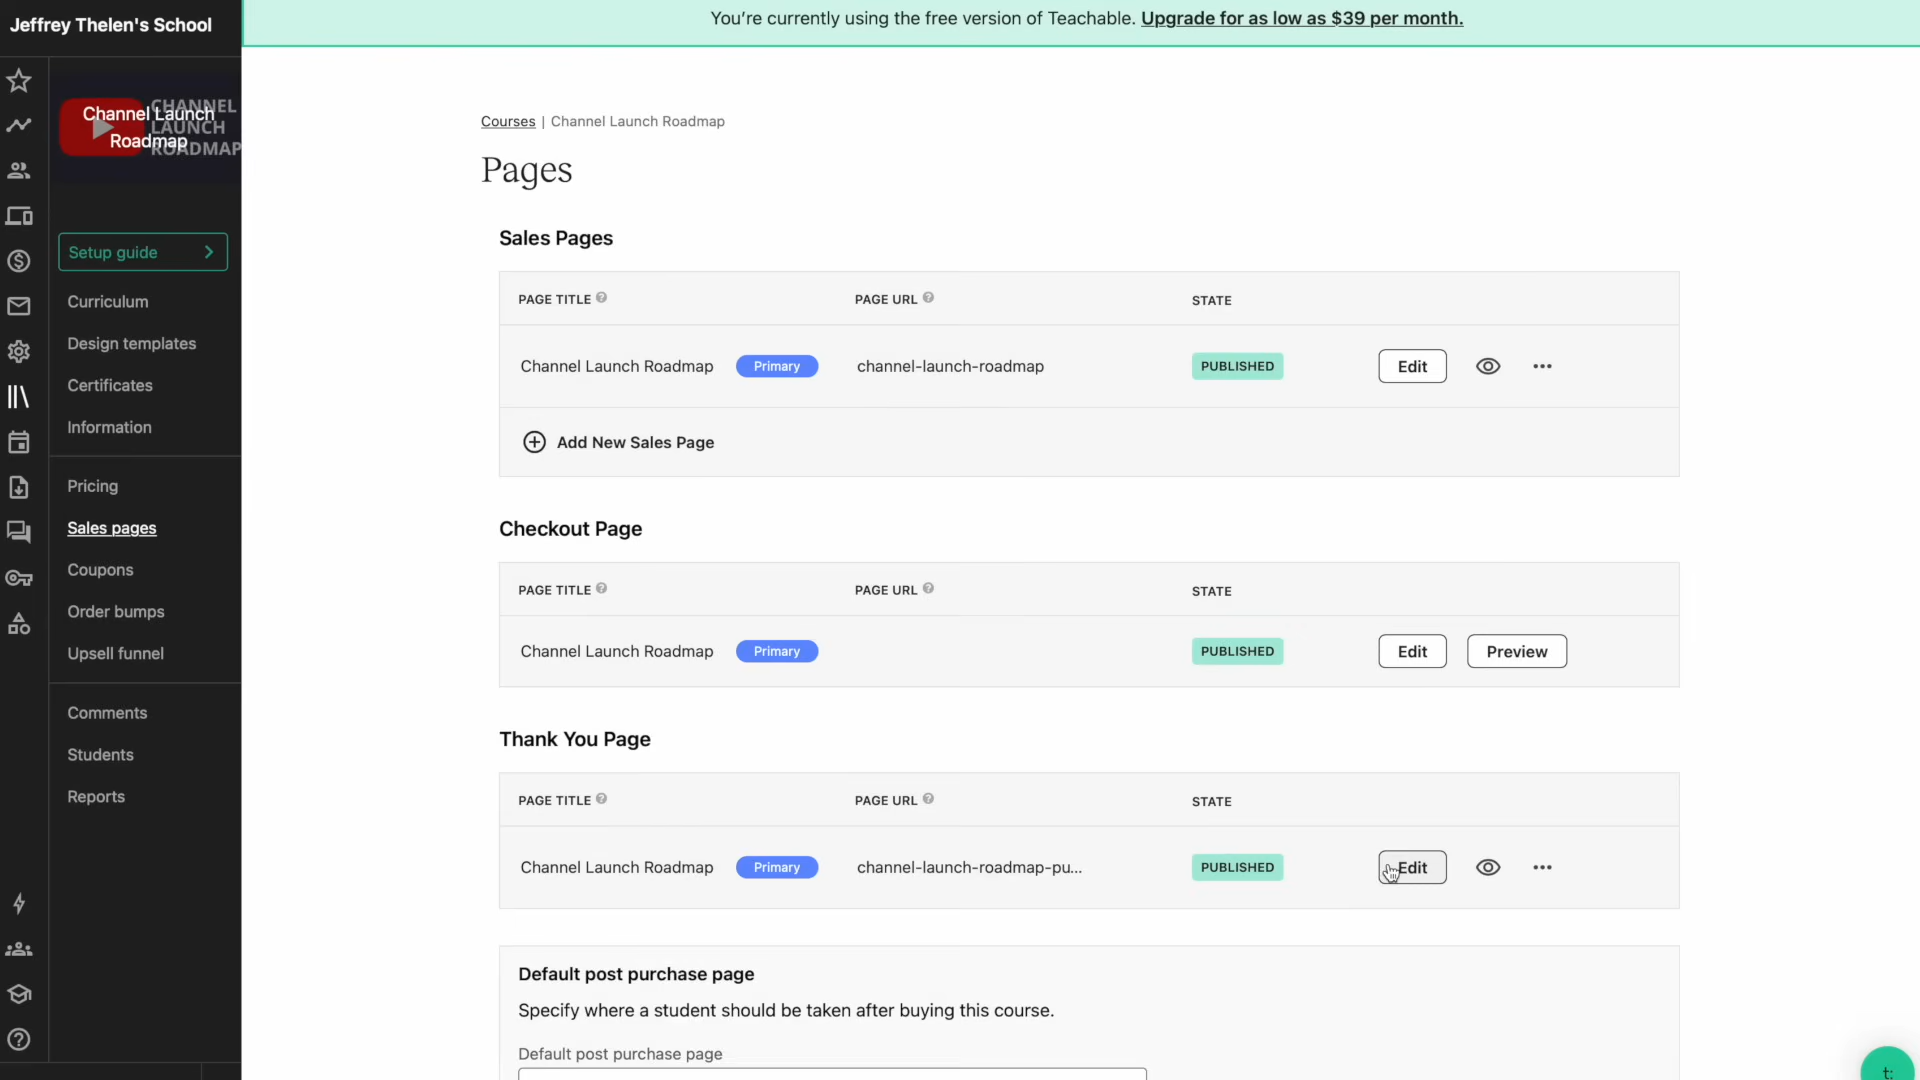 Jeffrey Thelen's School
You're currently using the free version of Teachable. Upgrade for as low as $39 per month.
CHANNEL
LAUNCH
ROADMAP
Channel Launch
Roadmap
Setup guide
Curriculum
Design templates
Certificates
Information
Pricing
Sales pages
Coupons
Order bumps
Upsell funnel
Comments
Students
Reports
Courses | Channel Launch Roadmap
Pages
Sales Pages
PAGE TITLE ? PAGE URL ? STATE
Channel Launch Roadmap Primary channel-launch-roadmap PUBLISHED Edit
Add New Sales Page
Checkout Page
PAGE TITLE ? PAGE URL ? STATE
Channel Launch Roadmap Primary PUBLISHED Edit Preview
Thank You Page
PAGE TITLE ? PAGE URL ? STATE
Channel Launch Roadmap Primary channel-launch-roadmap-pu... PUBLISHED Edit
Default post purchase page
Specify where a student should be taken after buying this course.
Default post purchase page
t: